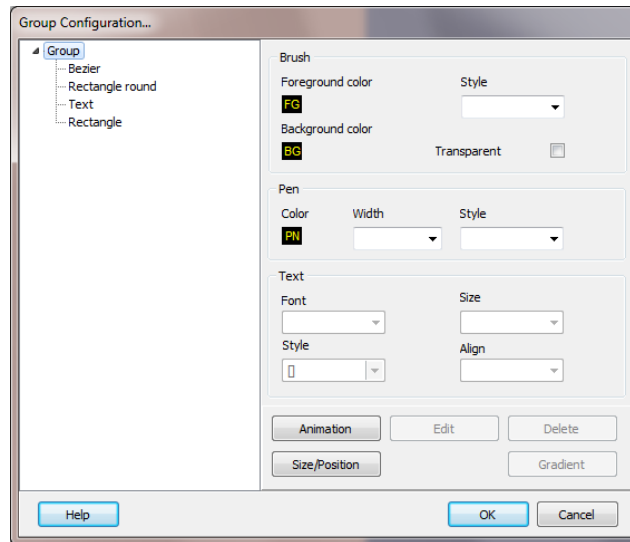 Group Configuration...
Group
Bezier
Rectangle round
Text
Rectangle
Brush
Foreground color Style
FG
Background color
BG Transparent
Pen
Color Width Style
PN
Text
Font Size
Style Align
[]
Animation Edit Delete
Size/Position Gradient
Help OK Cancel